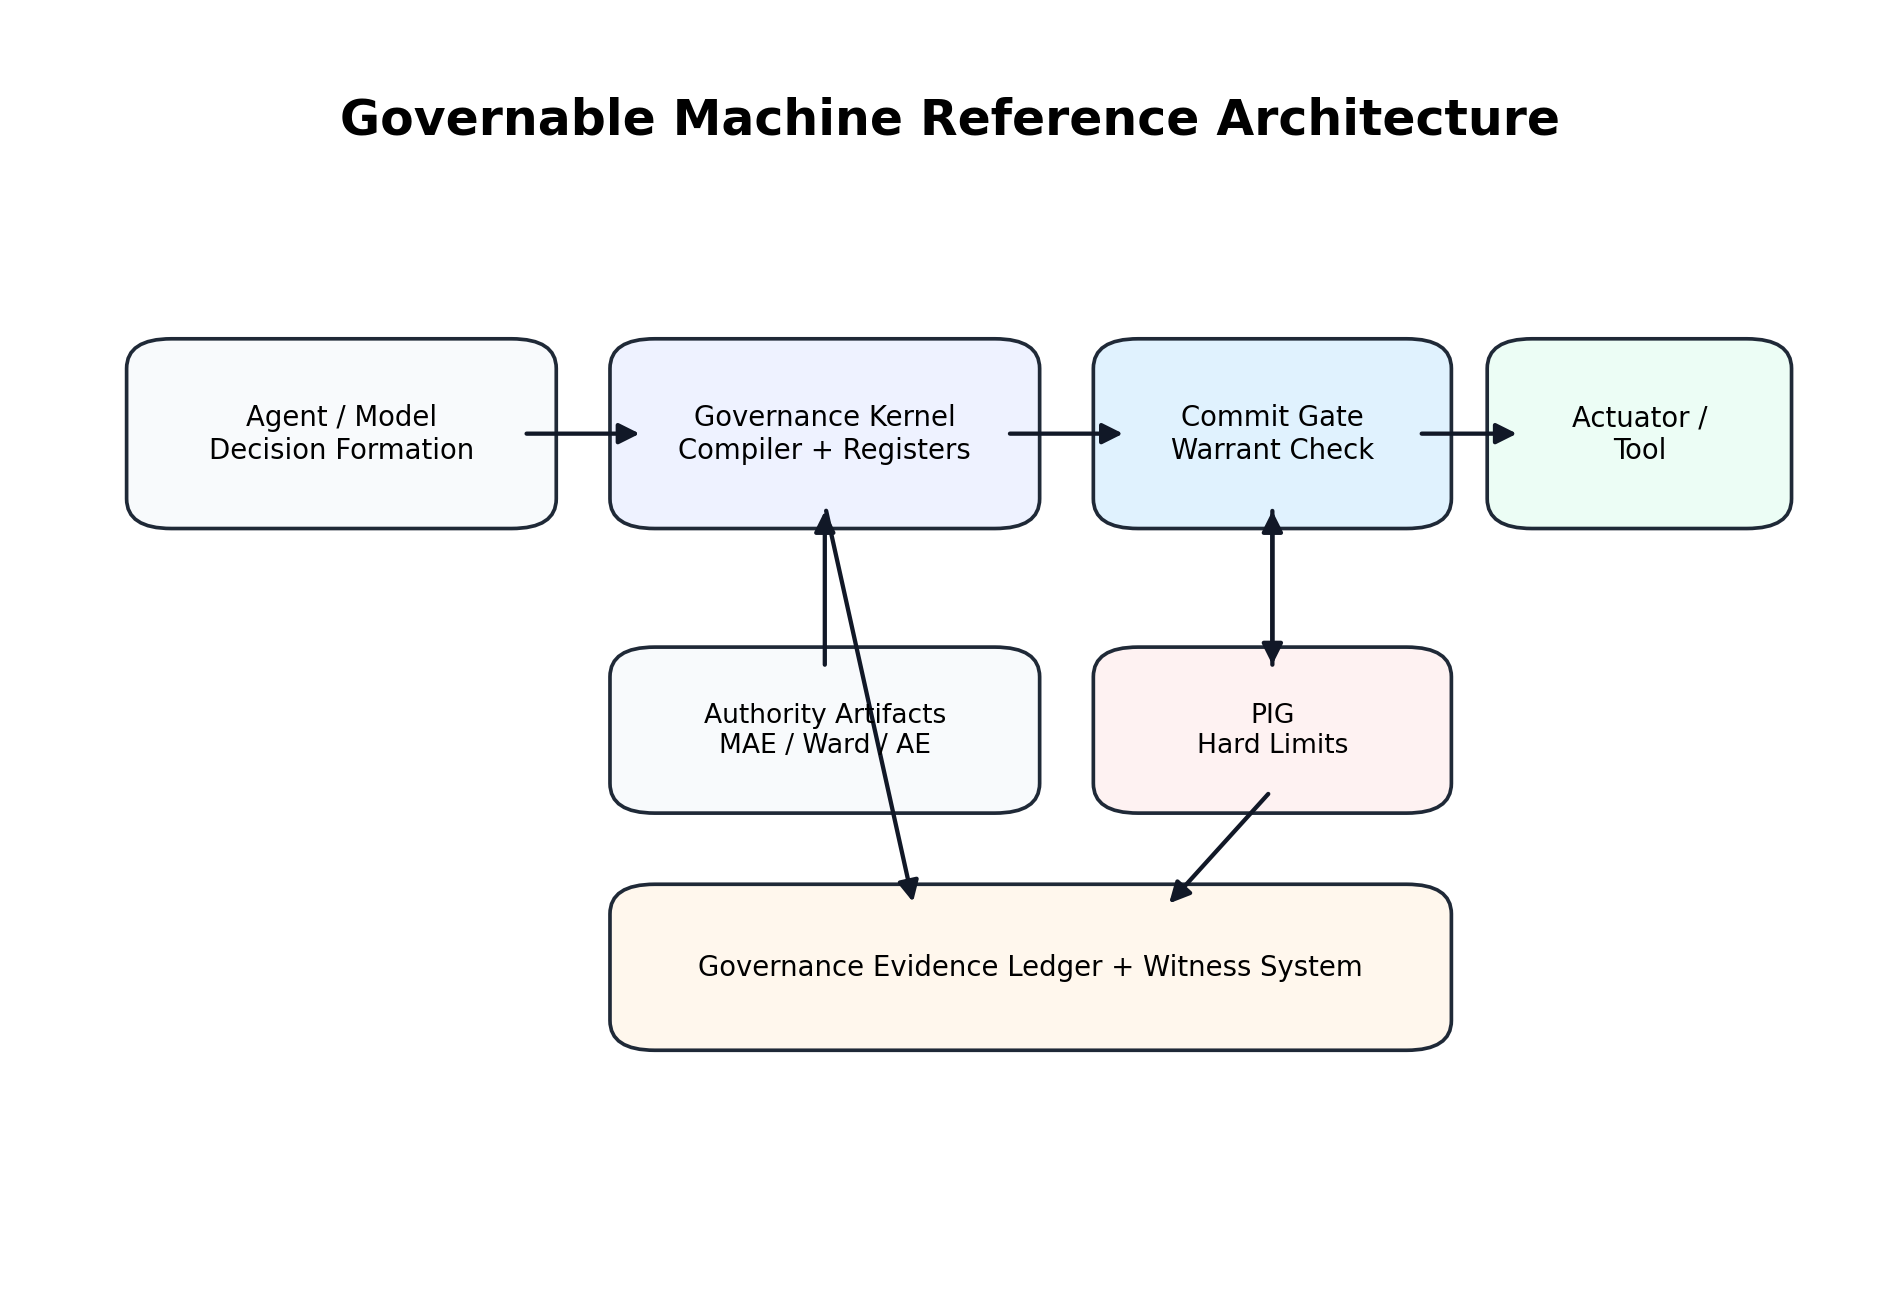 Governable Machine Reference Architecture
Agent / Model
Decision Formation
Governance Kernel
Compiler + Registers
Commit Gate
Warrant Check
Actuator /
Tool
Authority Artifacts
MAE / Ward / AE
PIG
Hard Limits
Governance Evidence Ledger + Witness System